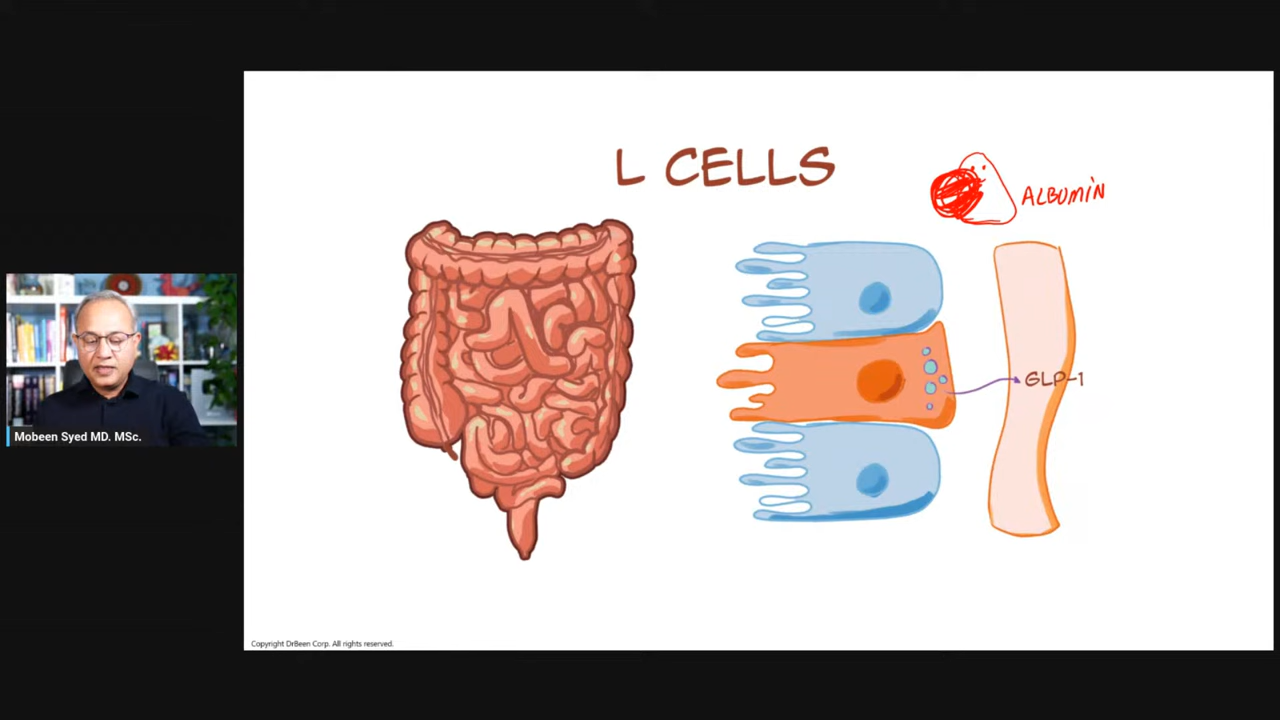 L CELLS
ALBUMIN
GLP-1
Mobeen Syed MD. MSc.
Copyright DrBeen Corp. All rights reserved.